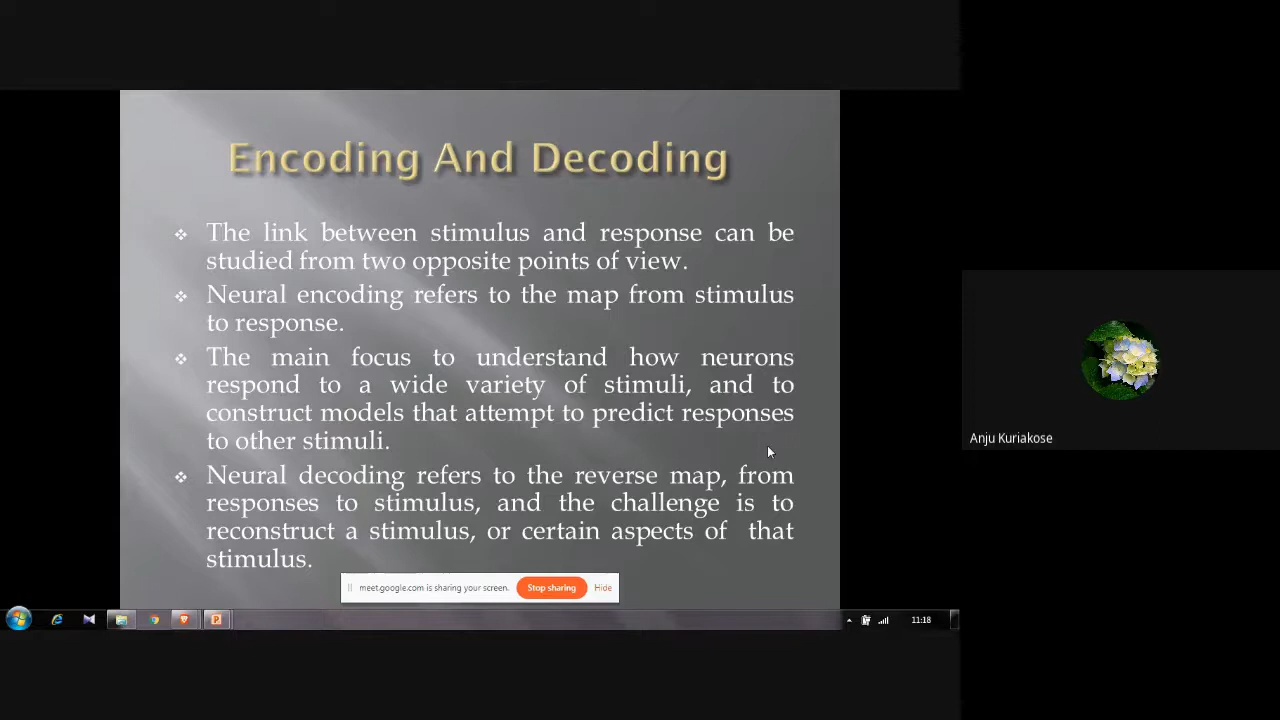 Encoding And Decoding
The link between stimulus and response can be
studied from two opposite points of view.
Neural encoding refers to the map from stimulus
to response.
The main focus to understand how neurons
respond to a wide variety of stimuli, and to
construct models that attempt to predict responses
to other stimuli.
Neural decoding refers to the reverse map, from
responses to stimulus, and the challenge is to
reconstruct a stimulus, or certain aspects of that
stimulus.
meet.google.com is sharing your screen. Stop sharing Hide
11:18
Anju Kuriakose